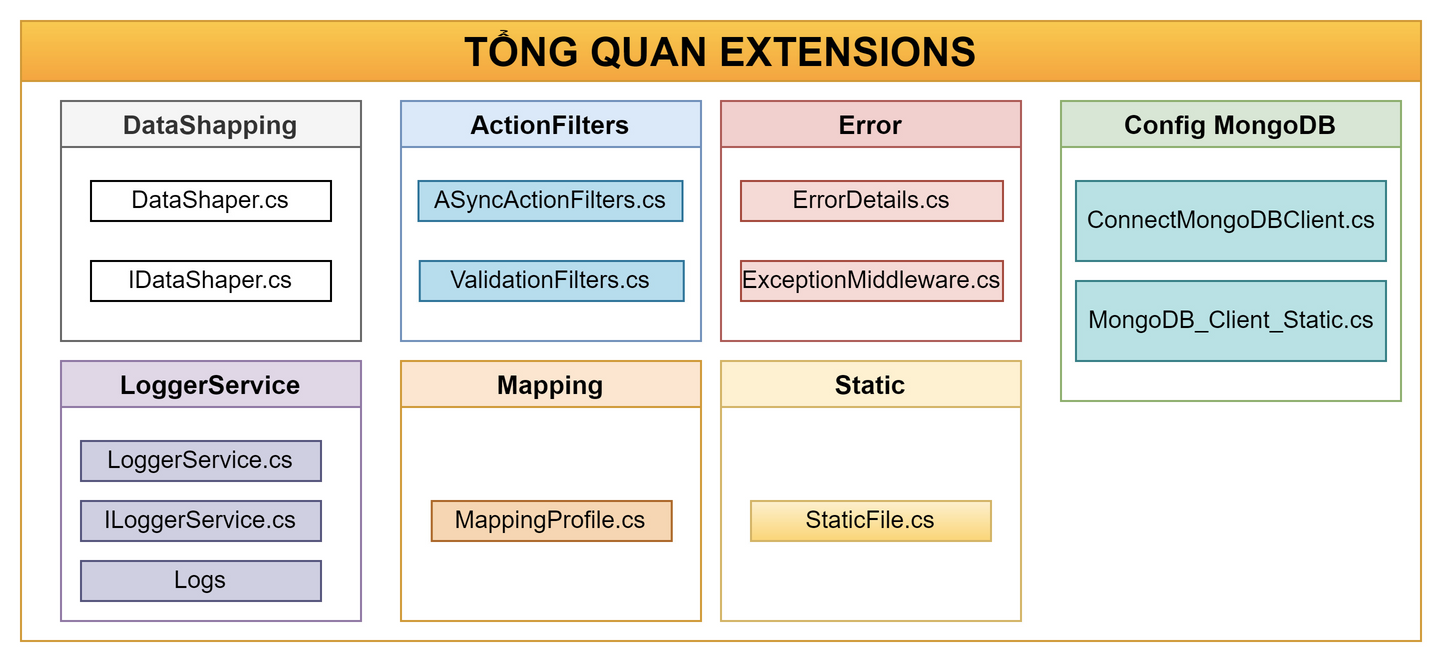 TỔNG QUAN EXTENSIONS
DataShapping
DataShaper.cs
IDataShaper.cs
ActionFilters
ASyncActionFilters.cs
ValidationFilters.cs
Error
ErrorDetails.cs
ExceptionMiddleware.cs
Config MongoDB
ConnectMongoDBClient.cs
MongoDB_Client_Static.cs
LoggerService
LoggerService.cs
ILoggerService.cs
Logs
Mapping
MappingProfile.cs
Static
StaticFile.cs